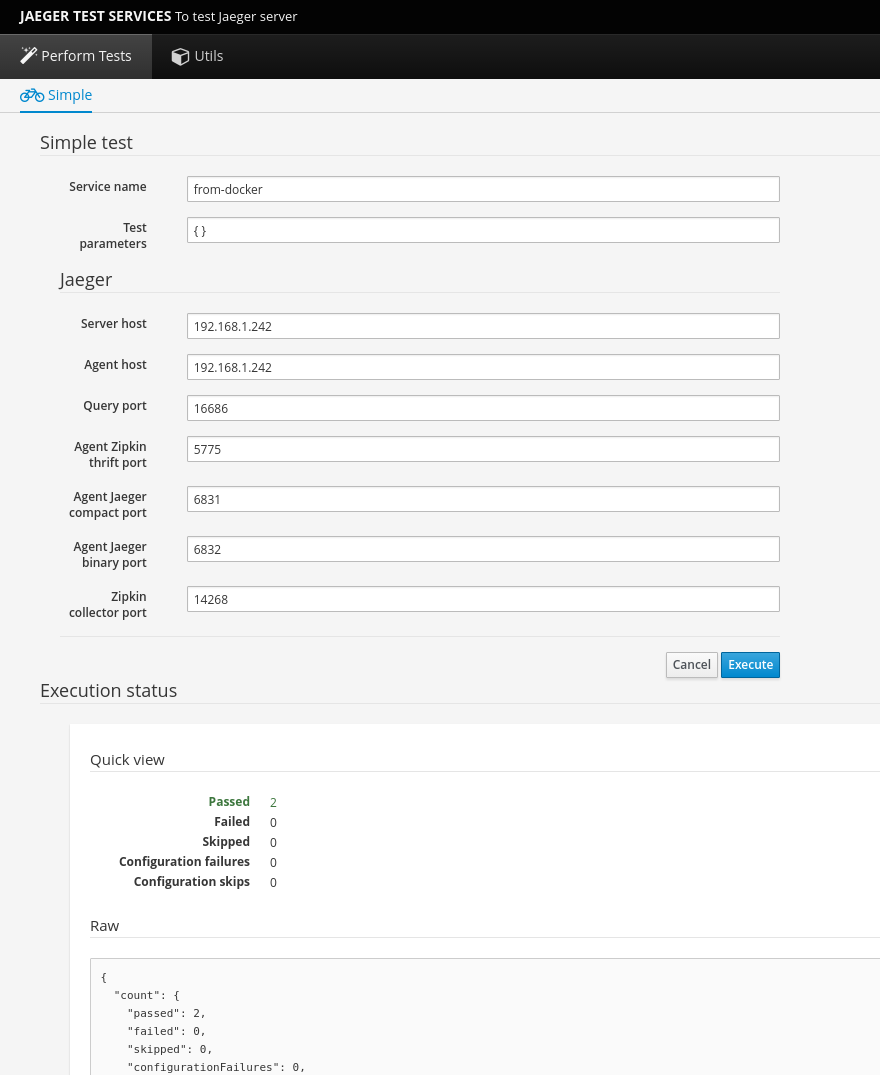 JAEGER TEST SERVICES To test Jaeger server
Perform Tests Utils
Simple
Simple test
Service name from-docker
Test
parameters
{ }
Jaeger
Server host 192.168.1.242
Agent host 192.168.1.242
Query port 16686
Agent Zipkin
thrift port
5775
Agent Jaeger
compact port
6831
Agent Jaeger
binary port
6832
Zipkin
collector port
14268
Cancel Execute
Execution status
Quick view
Passed 2
Failed 0
Skipped 0
Configuration failures 0
Configuration skips 0
Raw
{
"count": {
"passed": 2,
"failed": 0,
"skipped": 0,
"configurationFailures": 0,